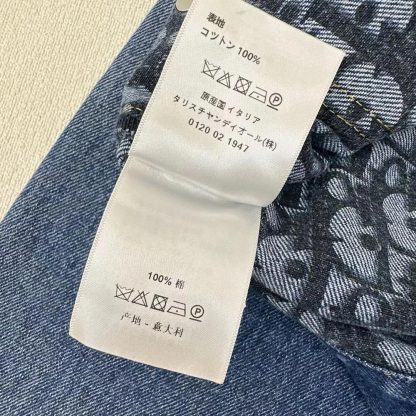 表地
コットン 100%
P
原産国 イタリア
タリスチャンディオール(株)
0120 02 1947
100% 棉
P
产地 - 意大利